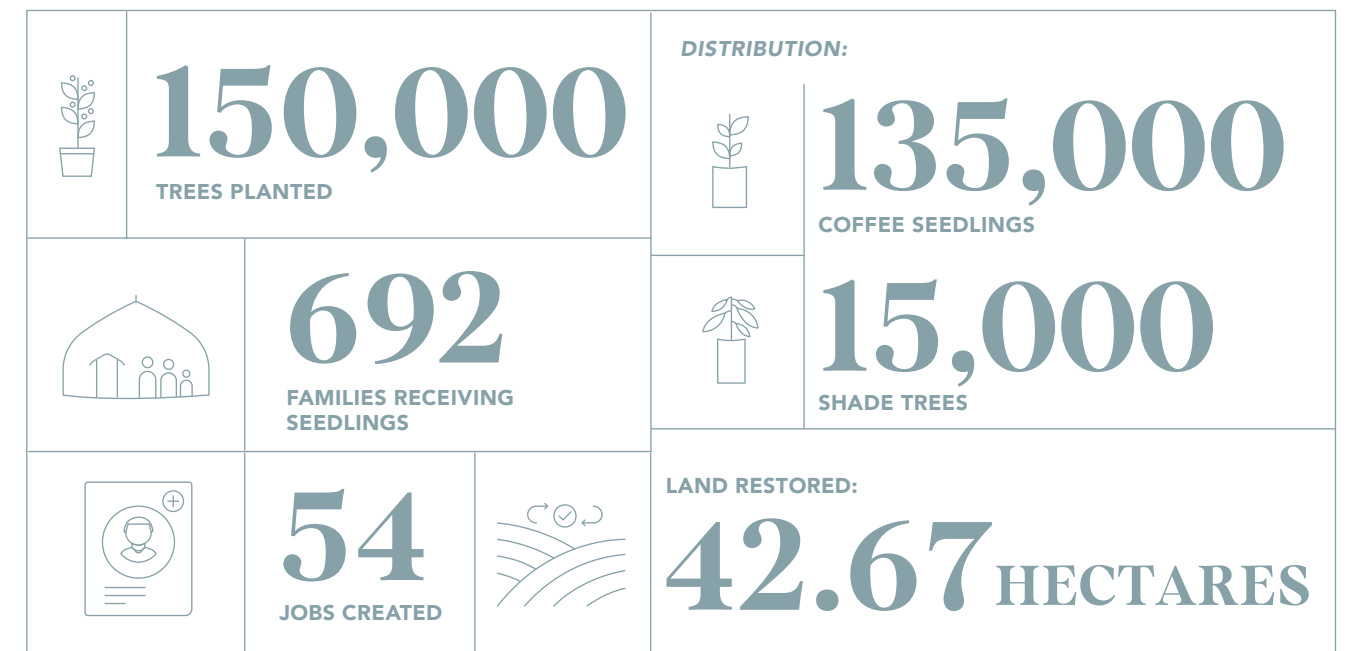 150,000
TREES PLANTED
692
FAMILIES RECEIVING
SEEDLINGS
54
JOBS CREATED
DISTRIBUTION:
135,000
COFFEE SEEDLINGS
15,000
SHADE TREES
LAND RESTORED:
42.67 HECTARES